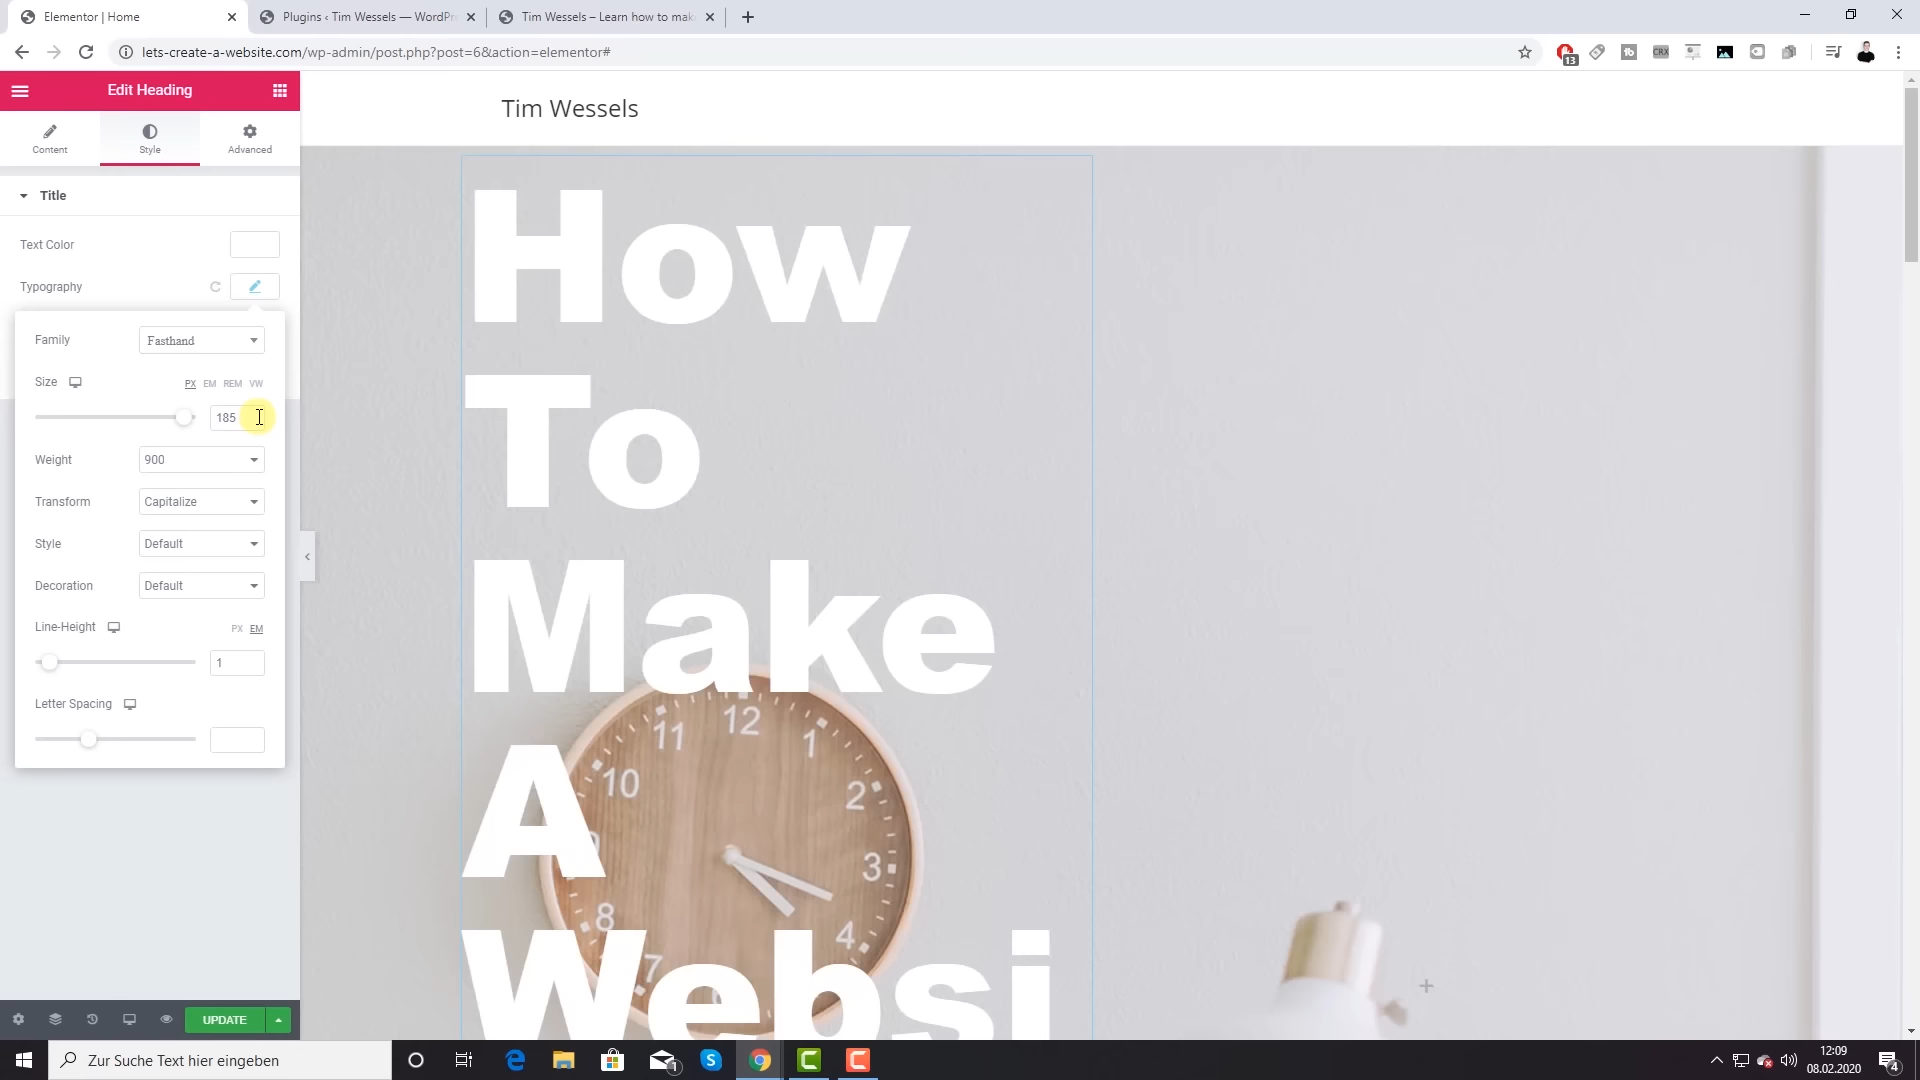 Elementor | Home
Plugins ‹ Tim Wessels — WordPr
Tim Wessels – Learn how to mak
lets-create-a-website.com/wp-admin/post.php?post=6&action=elementor#
13
CRX
Edit Heading
Content
Style
Advanced
Title
Text Color
Typography
Family
Fasthand
Size
PX EM REM VW
185
Weight
900
Transform
Capitalize
Style
Default
Decoration
Default
Line-Height
PX EM
1
Letter Spacing
UPDATE
Tim Wessels
How
To
Make
A
Websi
11
12
1
10
2
3
8
4
7
Zur Suche Text hier eingeben
1
12:09
08.02.2020
4